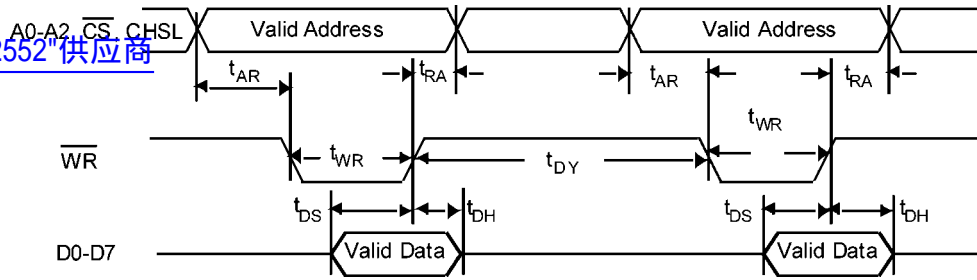 A0-A2 CS, CHSL
Valid Address
Valid Address
2552"供应商
tAR
tRA
tAR
tRA
tWR
WR
tWR
tDY
tDS
tDH
tDS
tDH
D0-D7
Valid Data
Valid Data